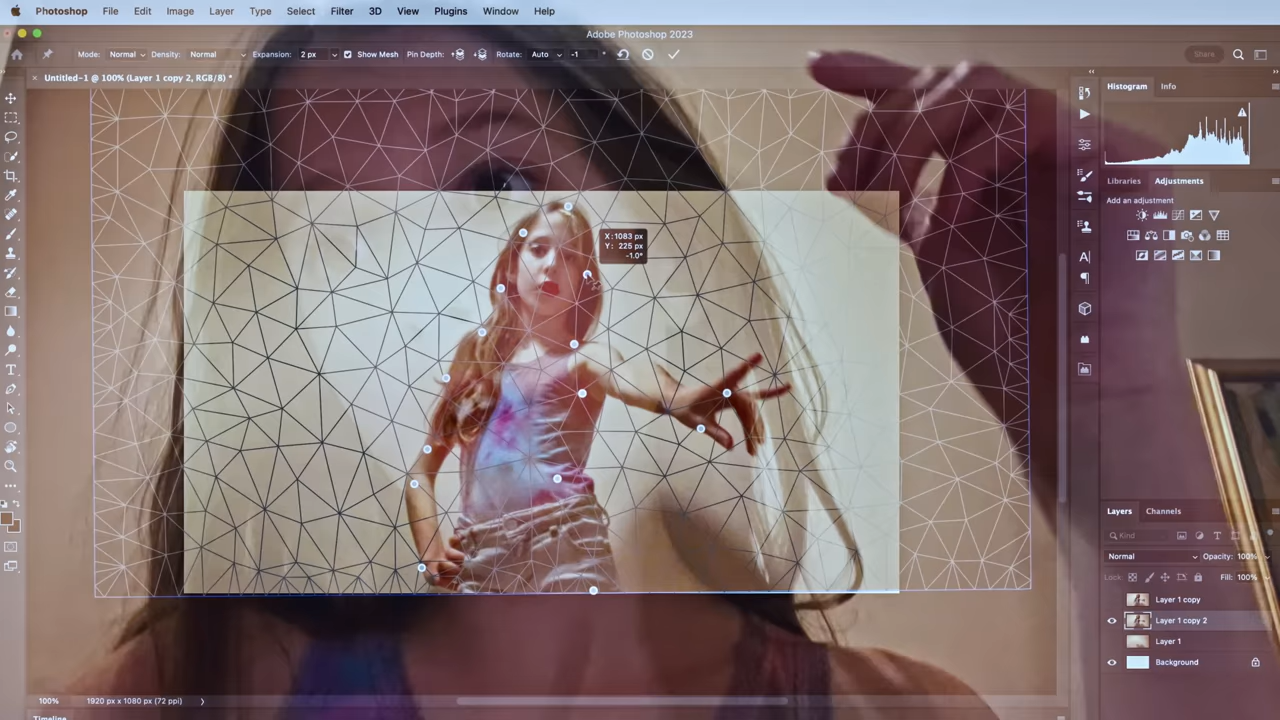 Photoshop File Edit Image Layer Type Select Filter 3D View Plugins Window Help
Adobe Photoshop 2023
Mode: Normal Density: Normal Expansion: 2 px Show Mesh Pin Depth: Rotate: Auto -1 °
Share
Untitled-1 @ 100% (Layer 1 copy 2, RGB/8) *
Histogram Info
Libraries Adjustments
Add an adjustment
X: 1083 px
Y: 225 px
-1.0°
Layers Channels
Kind
Normal Opacity: 100%
Lock: Fill: 100%
Layer 1 copy
Layer 1 copy 2
Layer 1
Background
100% 1920 px x 1080 px (72 ppi)
Timeline